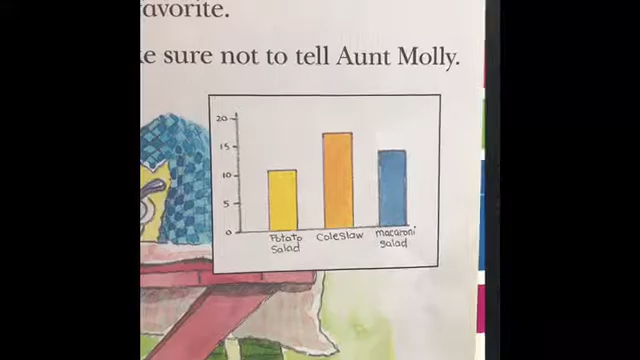 avorite.
e sure not to tell Aunt Molly.
20
15
10
5
0
Potato Salad
Coleslaw
macaroni salad